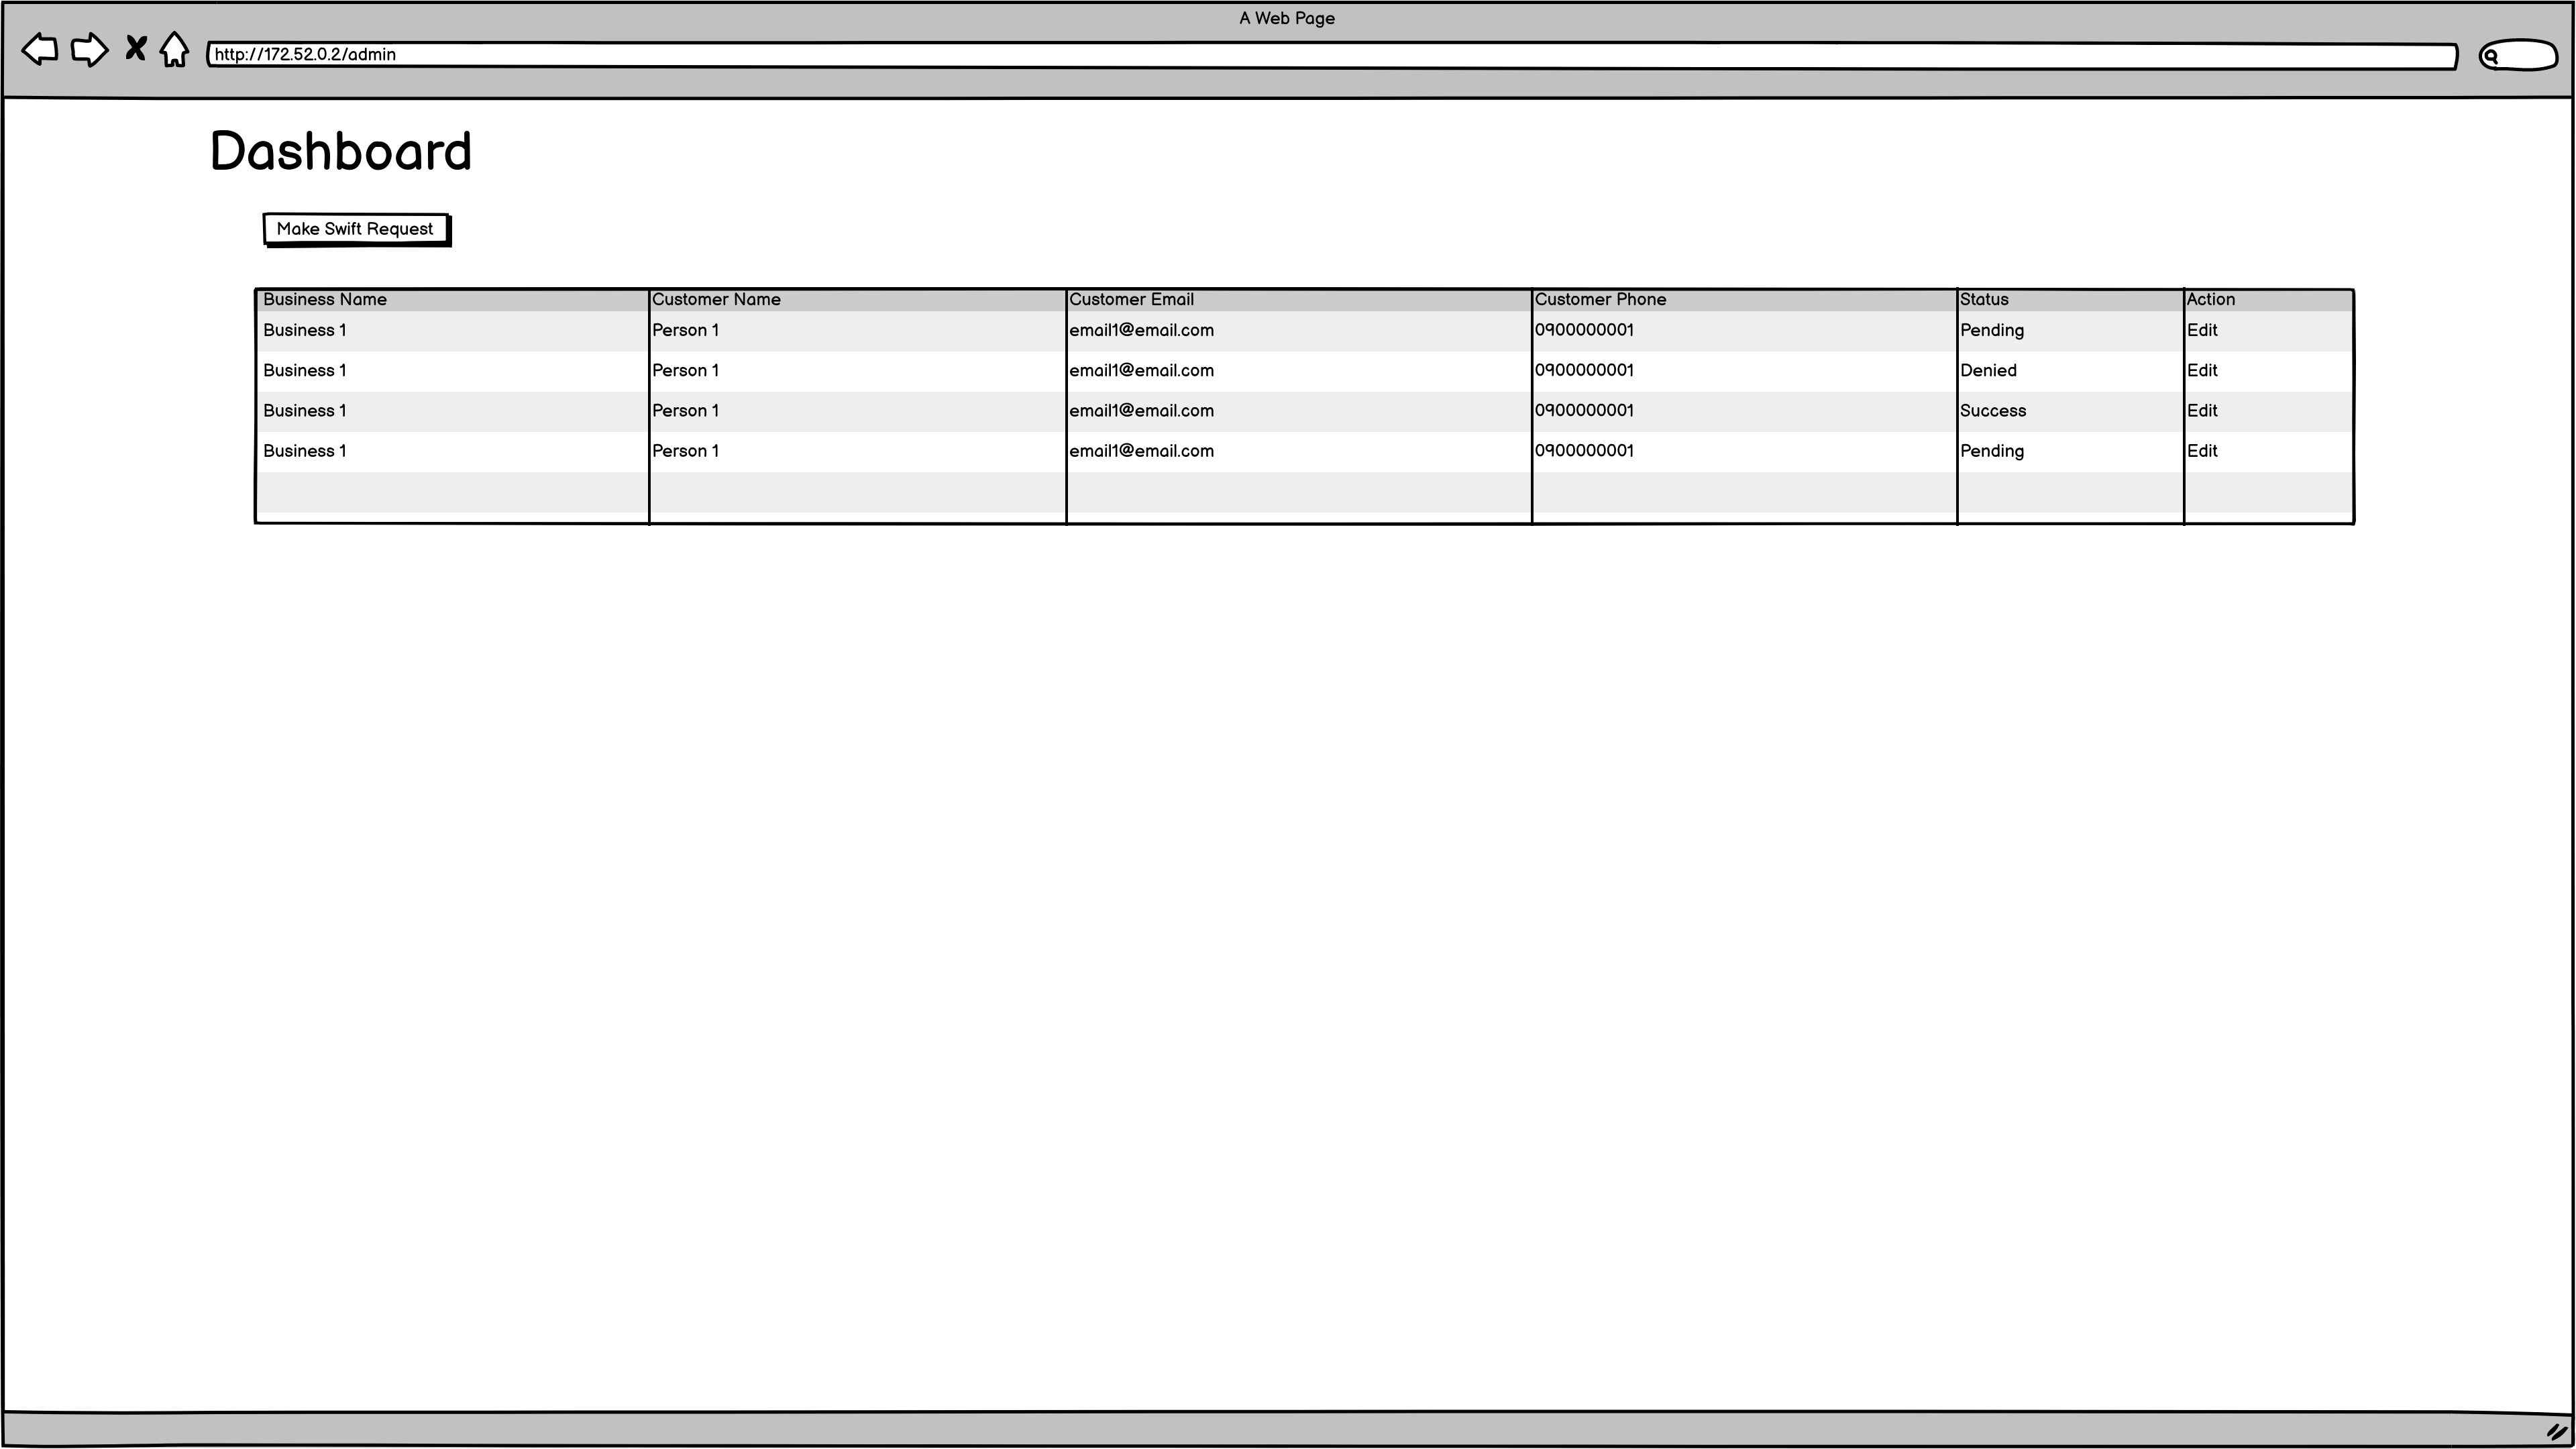 A Web Page
http://172.52.0.2/admin
Dashboard
Make Swift Request
Business Name Customer Name Customer Email Customer Phone Status Action
Business 1 Person 1 email1@email.com 0900000001 Pending Edit
Business 1 Person 1 email1@email.com 0900000001 Denied Edit
Business 1 Person 1 email1@email.com 0900000001 Success Edit
Business 1 Person 1 email1@email.com 0900000001 Pending Edit